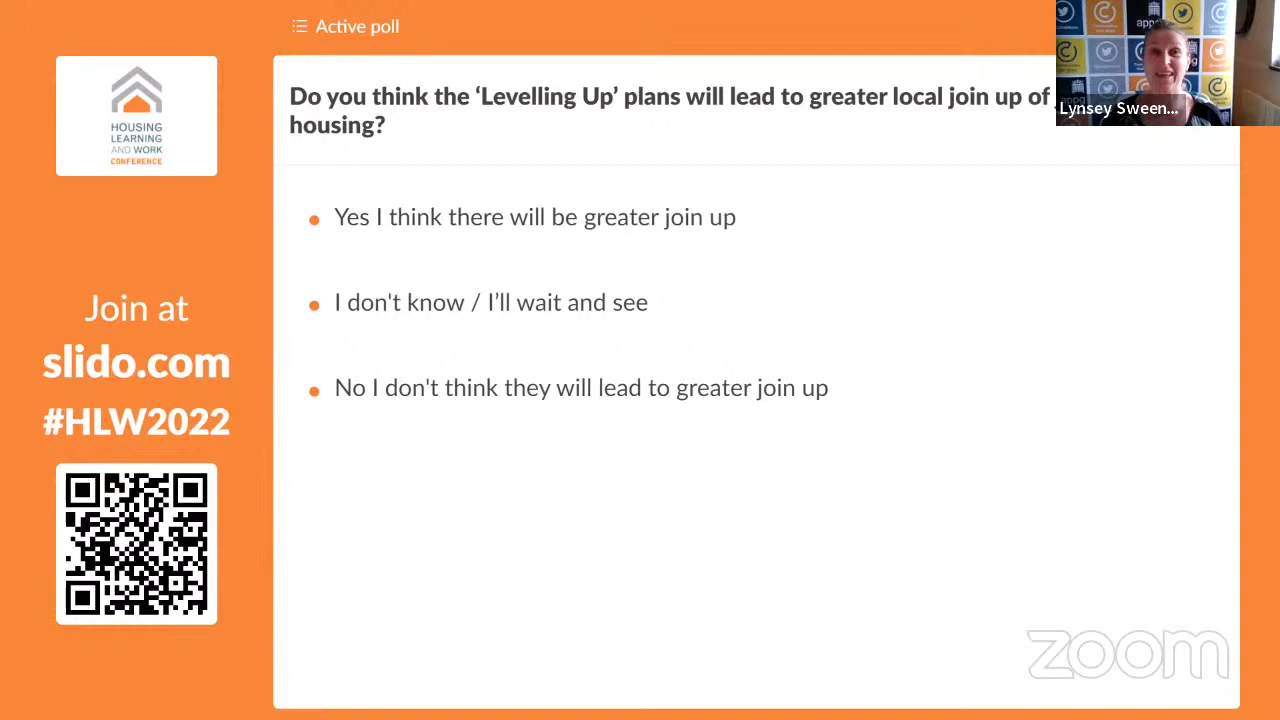 Active poll
Do you think the ‘Levelling Up’ plans will lead to greater local join up of
housing?
Lynsey Sween...
HOUSING
LEARNING
AND WORK
CONFERENCE
Yes I think there will be greater join up
I don't know / I’ll wait and see
No I don't think they will lead to greater join up
Join at
slido.com
#HLW2022
zoom